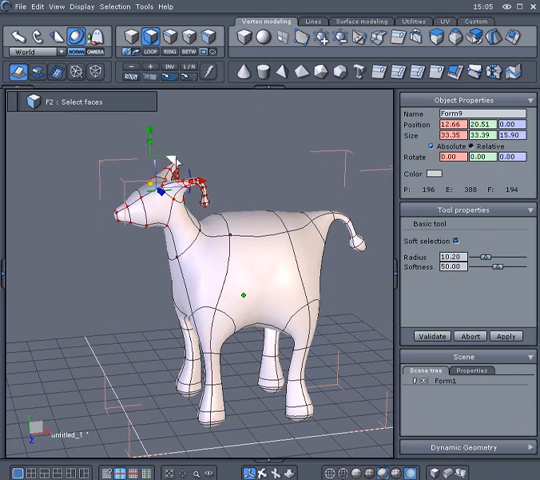 File Edit View Display Selection Tools Help
15:05
Vertex modeling Lines Surface modeling Utilities UV Custom
World NORMA CAMERA
LOOP RING BETW
INV 1/N
F2 : Select faces
Object Properties
Name Form9
Position 12.66 20.51 0.00
Size 33.35 33.39 15.90
Absolute Relative
Rotate 0.00 0.00 0.00
Color
P: 196 E: 388 F: 194
Tool properties
Basic tool
Soft selection
Radius 10.20
Softness 50.00
Validate Abort Apply
Scene
Scene tree Properties
Form1
Y
Z
untitled_1 *
Dynamic Geometry